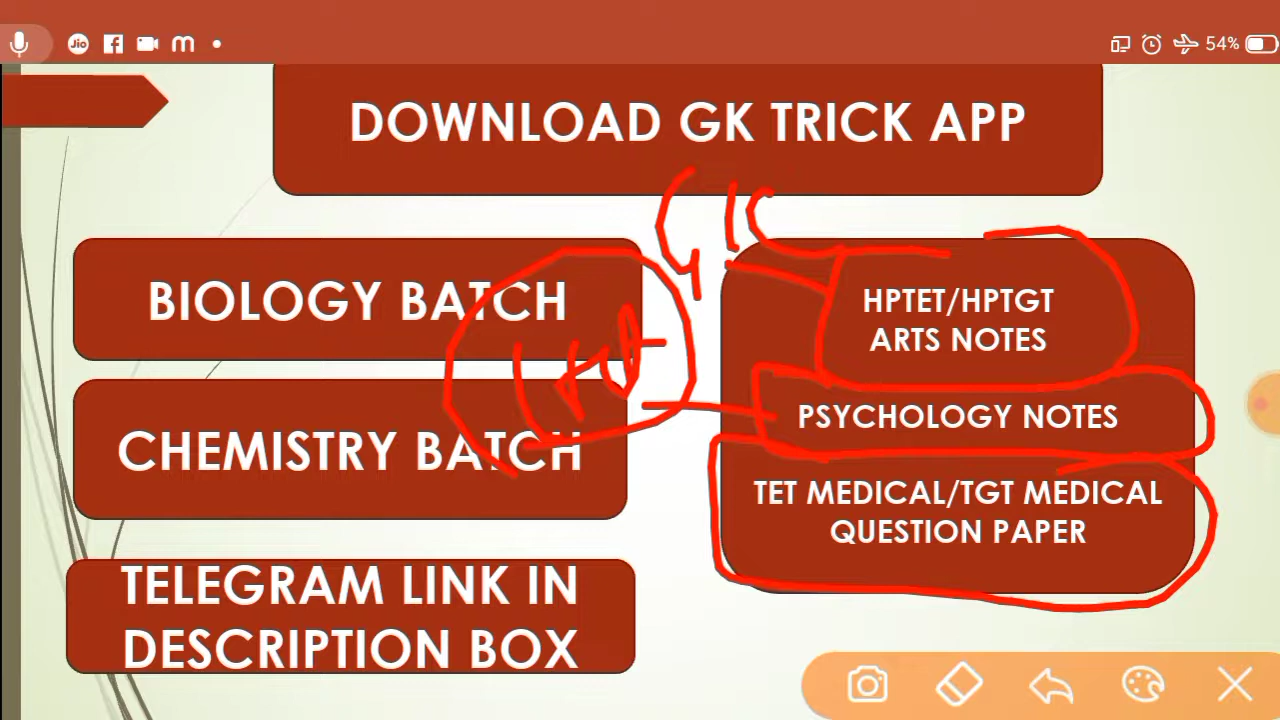 Jio
54%
DOWNLOAD GK TRICK APP
BIOLOGY BATCH
CHEMISTRY BATCH
TELEGRAM LINK IN
DESCRIPTION BOX
HPTET/HPTGT
ARTS NOTES
PSYCHOLOGY NOTES
TET MEDICAL/TGT MEDICAL
QUESTION PAPER